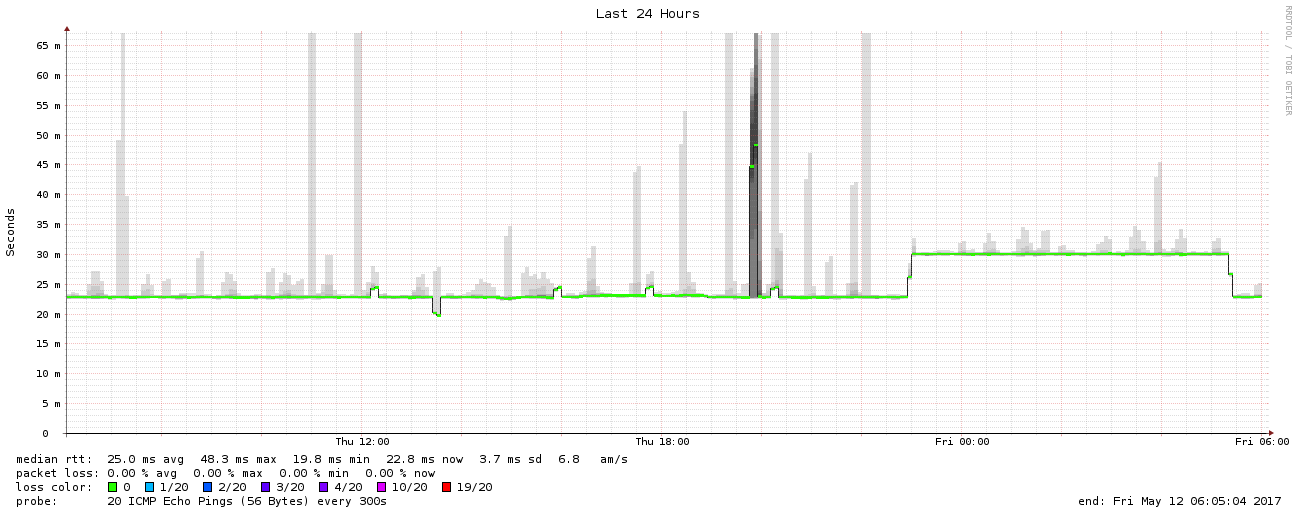 Last 24 Hours
RRDTOOL / TOBI OETIKER
Seconds
65 m
60 m
55 m
50 m
45 m
40 m
35 m
30 m
25 m
20 m
15 m
10 m
5 m
0
Thu 12:00 Thu 18:00 Fri 00:00 Fri 06:00
median rtt: 25.0 ms avg 48.3 ms max 19.8 ms min 22.8 ms now 3.7 ms sd 6.8 am/s
packet loss: 0.00 % avg 0.00 % max 0.00 % min 0.00 % now
loss color: 0 1/20 2/20 3/20 4/20 10/20 19/20
probe: 20 ICMP Echo Pings (56 Bytes) every 300s end: Fri May 12 06:05:04 2017